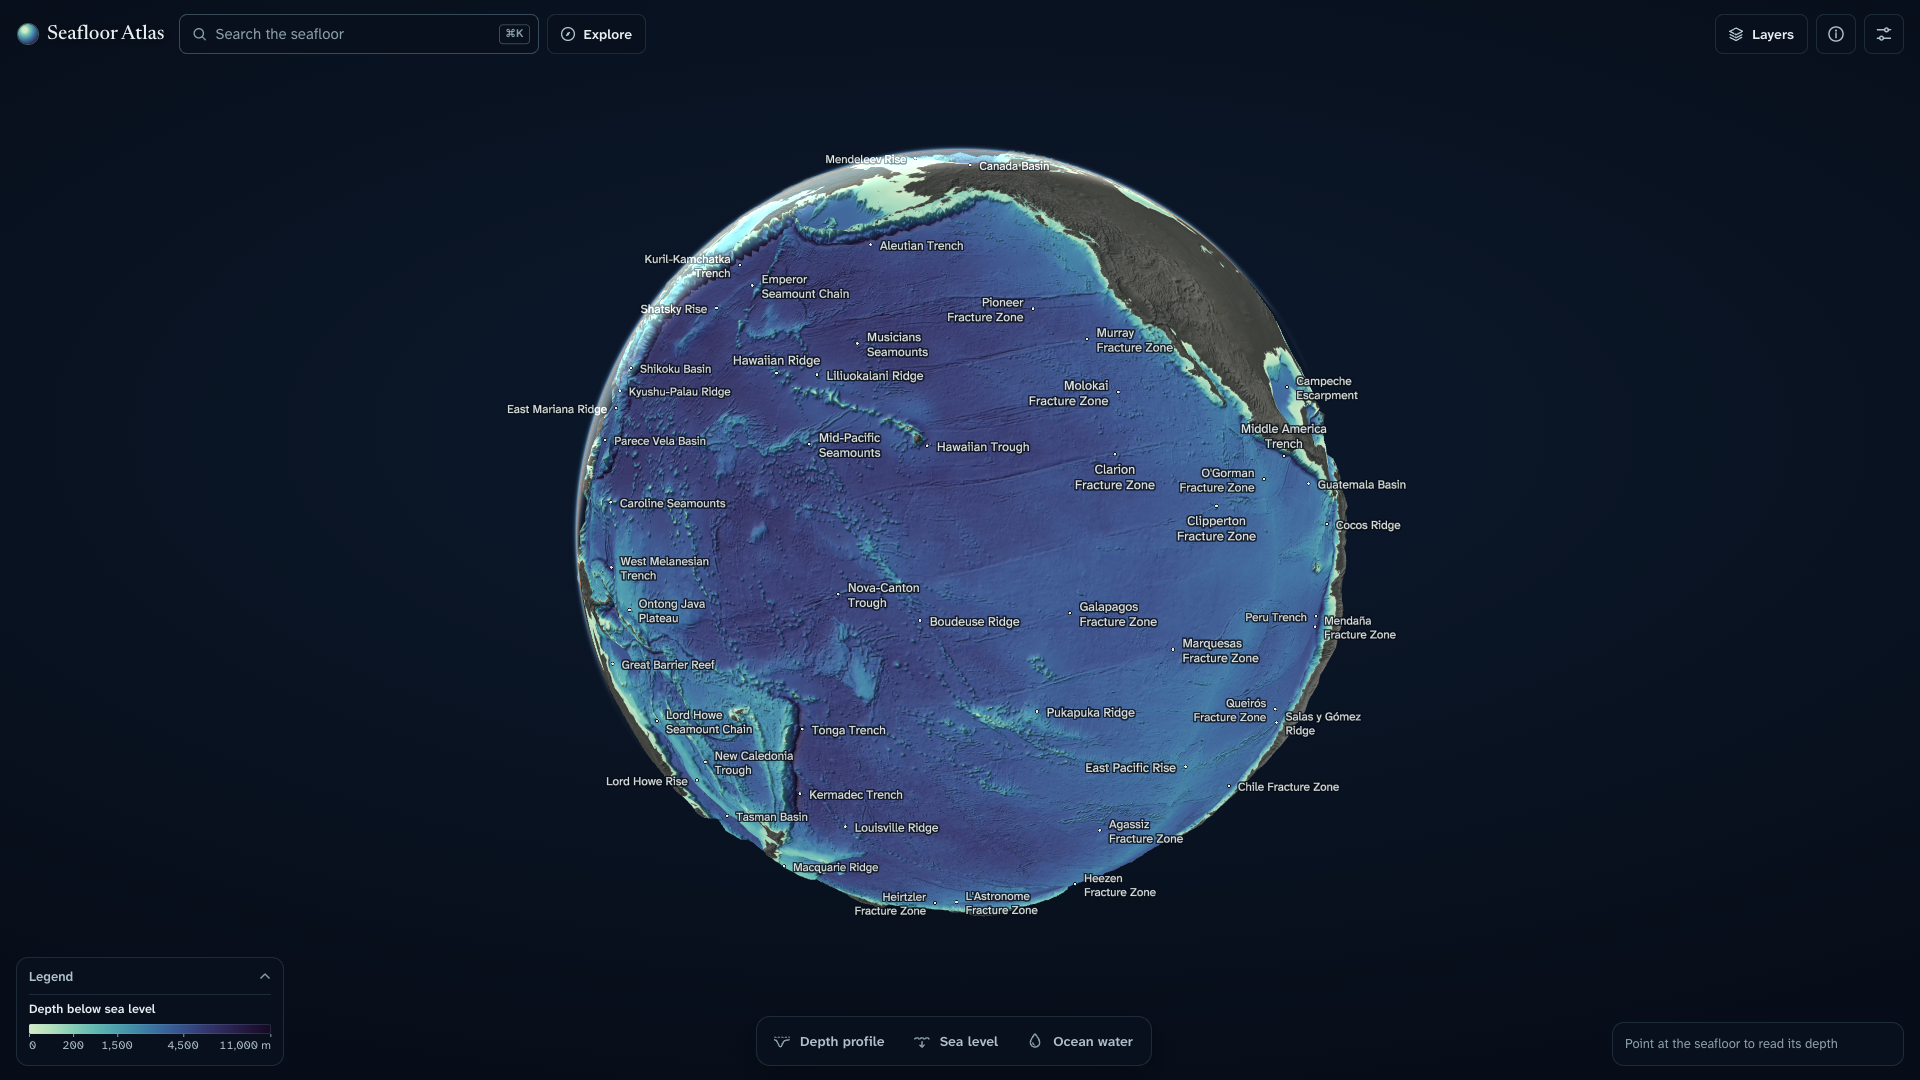 Seafloor Atlas
Search the seafloor
⌘K
Explore
Layers
Mendeleev Rise
Canada Basin
Aleutian Trench
Kuril-Kamchatka
Trench
Emperor
Seamount Chain
Shatsky Rise
Pioneer
Fracture Zone
Musicians
Seamounts
Murray
Fracture Zone
Hawaiian Ridge
Liliuokalani Ridge
Shikoku Basin
Kyushu-Palau Ridge
East Mariana Ridge
Molokai
Fracture Zone
Campeche
Escarpment
Middle America
Trench
Parece Vela Basin
Mid-Pacific
Seamounts
Hawaiian Trough
Clarion
Fracture Zone
O'Gorman
Fracture Zone
Guatemala Basin
Caroline Seamounts
Clipperton
Fracture Zone
Cocos Ridge
West Melanesian
Trench
Nova-Canton
Trough
Ontong Java
Plateau
Boudeuse Ridge
Galapagos
Fracture Zone
Peru Trench
Mendaña
Fracture Zone
Marquesas
Fracture Zone
Great Barrier Reef
Lord Howe
Seamount Chain
Tonga Trench
Pukapuka Ridge
Queirós
Fracture Zone
Salas y Gómez
Ridge
New Caledonia
Trough
Lord Howe Rise
East Pacific Rise
Chile Fracture Zone
Kermadec Trench
Tasman Basin
Louisville Ridge
Agassiz
Fracture Zone
Macquarie Ridge
Heezen
Fracture Zone
Heirtzler
Fracture Zone
L'Astronome
Fracture Zone
Legend
Depth below sea level
0 200 1,500 4,500 11,000 m
Depth profile
Sea level
Ocean water
Point at the seafloor to read its depth